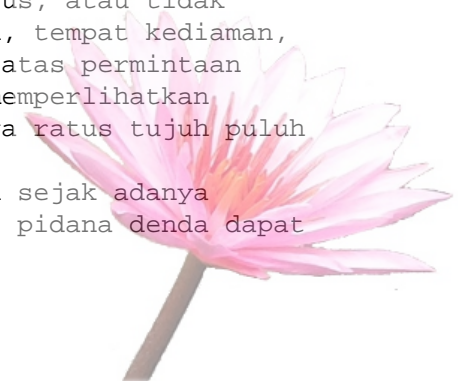 us, atau tidak
, tempat kediaman,
atas permintaan
memperlihatkan
a ratus tujuh puluh
sejak adanya
pidana denda dapat